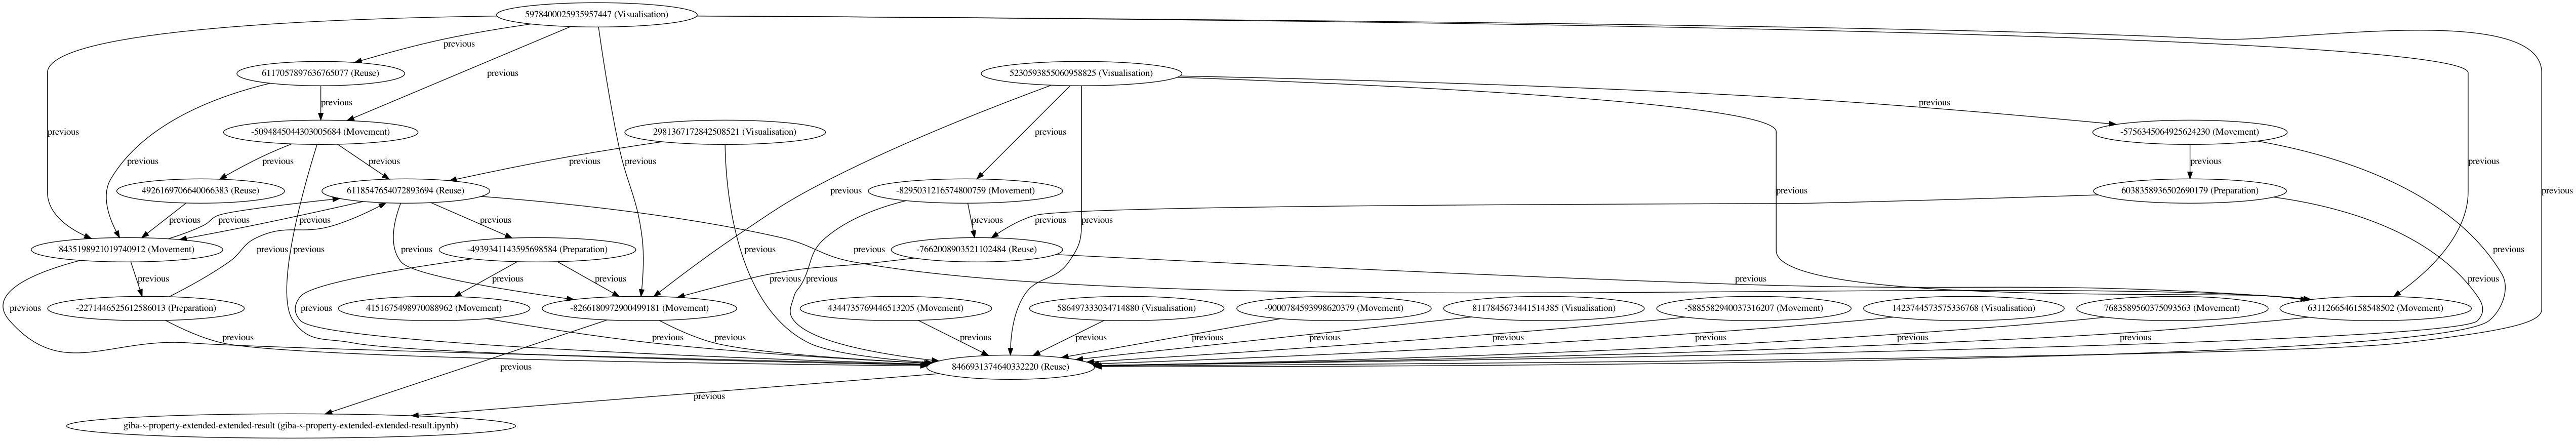 5978400025935957447 (Visualisation)
previous
6117057897636765077 (Reuse)
5230593855060958825 (Visualisation)
previous
previous
previous
previous
-5094845044303005684 (Movement)
2981367172842508521 (Visualisation)
previous
-5756345064925624230 (Movement)
previous
previous
previous
previous
previous
previous
previous
4926169706640066383 (Reuse)
6118547654072893694 (Reuse)
previous
-8295031216574800759 (Movement)
previous
6038358936502690179 (Preparation)
previous
previous
previous
previous
previous
previous
previous
previous
8435198921019740912 (Movement)
previous
previous
-4939341143595698584 (Preparation)
previous
-7662008903521102484 (Reuse)
previous
previous
previous
previous
previous
previous
previous
previous
previous
-2271446525612586013 (Preparation)
previous
4151675498970088962 (Movement)
-8266180972900499181 (Movement)
4344735769446513205 (Movement)
586497333034714880 (Visualisation)
-9000784593998620379 (Movement)
8117845673441514385 (Visualisation)
-5885582940037316207 (Movement)
1423744573575336768 (Visualisation)
7683589560375093563 (Movement)
6311266546158548502 (Movement)
previous
previous
previous
previous
previous
previous
previous
previous
previous
previous
8466931374640332220 (Reuse)
previous
previous
giba-s-property-extended-extended-result (giba-s-property-extended-extended-result.ipynb)